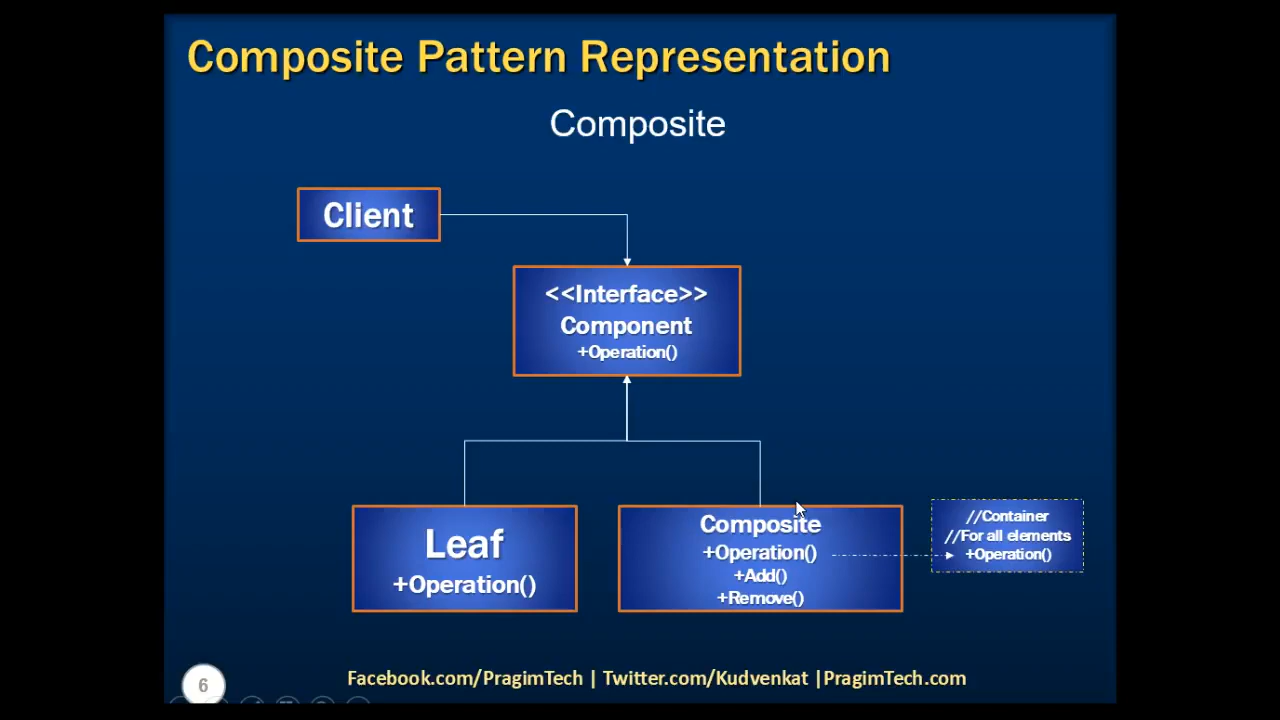 Composite Pattern Representation
Composite
Client
<<Interface>>
Component
+Operation()
Leaf
+Operation()
Composite
+Operation()
+Add()
+Remove()
//Container
//For all elements
+Operation()
6
Facebook.com/PragimTech | Twitter.com/Kudvenkat |PragimTech.com